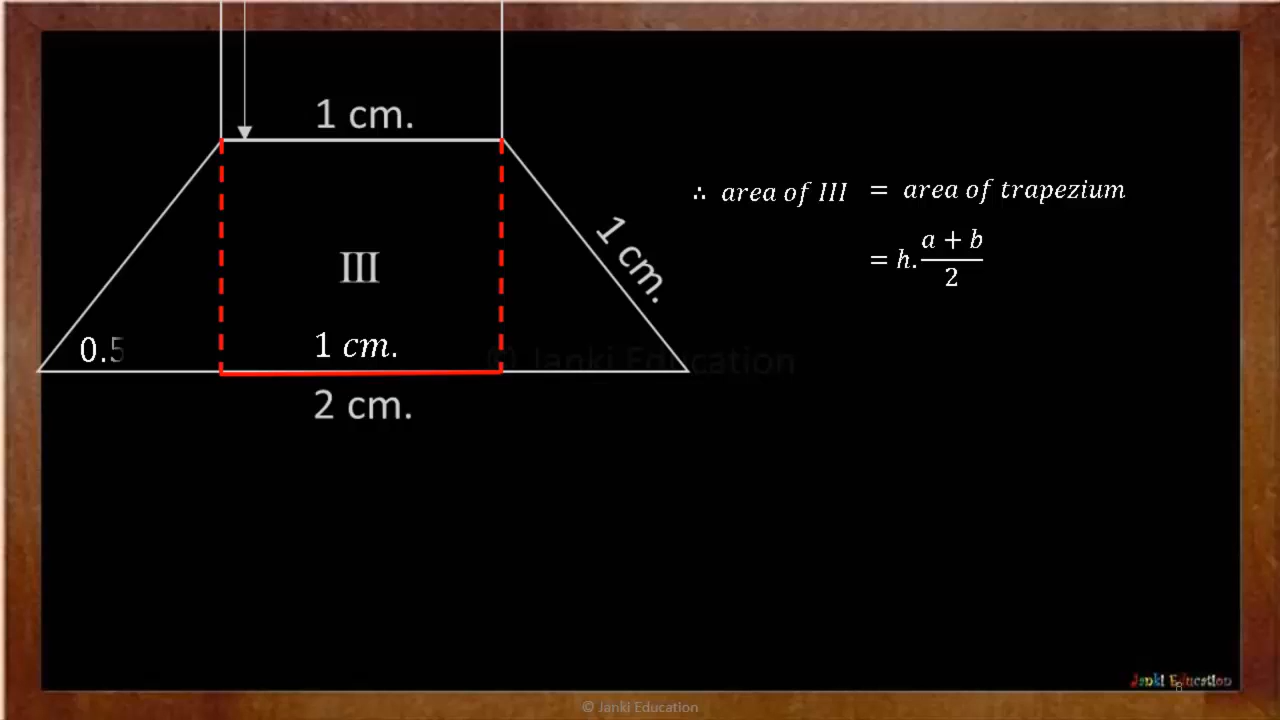 1 cm.
∴ area of III = area of trapezium
= h. a + b / 2
1 cm.
III
1 cm.
0.5
© Janki Education
2 cm.
Janki Education
© Janki Education